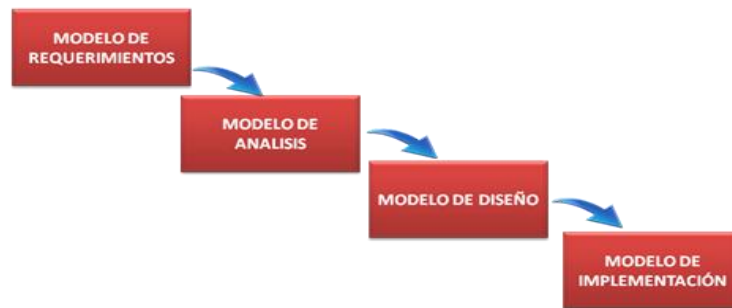 MODELO DE
REQUERIMIENTOS
MODELO DE
ANALISIS
MODELO DE DISEÑO
MODELO DE
IMPLEMENTACIÓN